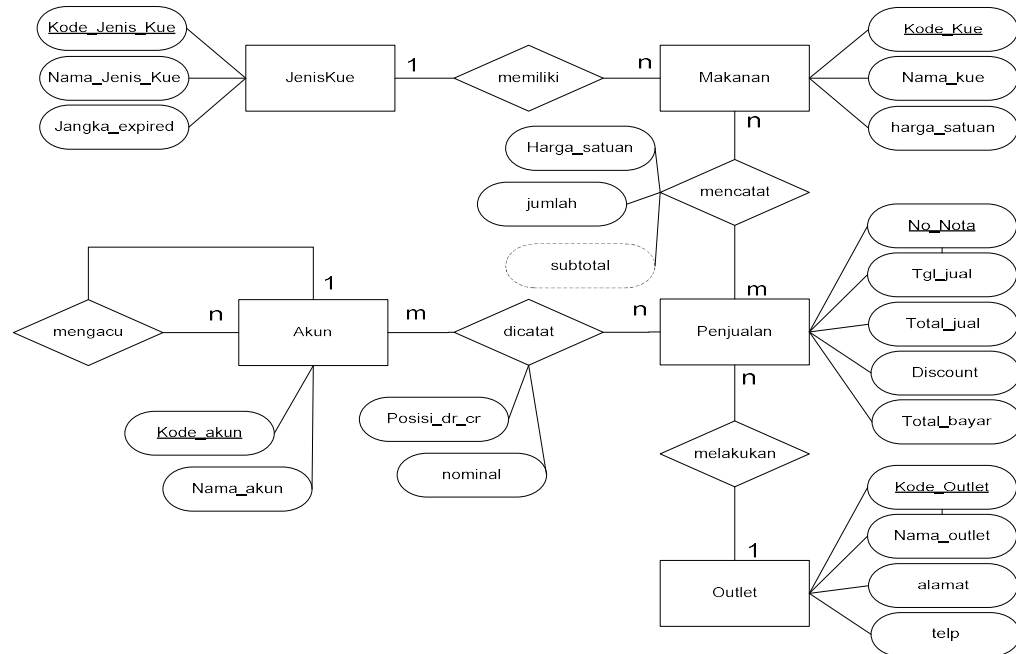 Kode_Jenis_Kue
Nama_Jenis_Kue
Jangka_expired
JenisKue
1
memiliki
n
Makanan
Kode_Kue
Nama_kue
harga_satuan
n
Harga_satuan
jumlah
subtotal
mencatat
m
No_Nota
Tgl_jual
Total_jual
Discount
Total_bayar
mengacu
n
1
Akun
m
dicatat
n
Penjualan
Kode_akun
Nama_akun
Posisi_dr_cr
nominal
n
melakukan
1
Outlet
Kode_Outlet
Nama_outlet
alamat
telp